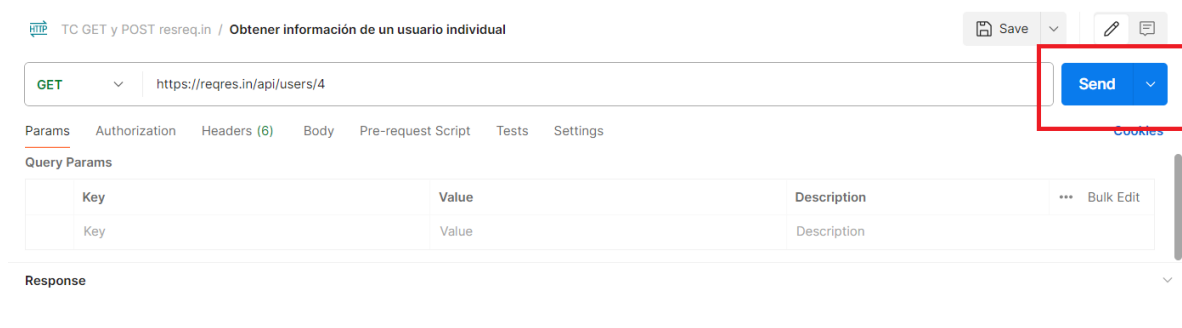 HTTP TC GET y POST resreq.in / Obtener información de un usuario individual Save
GET https://reqres.in/api/users/4 Send
Params Authorization Headers (6) Body Pre-request Script Tests Settings Cookies
Query Params
Key Value Description ••• Bulk Edit
Key Value Description
Response